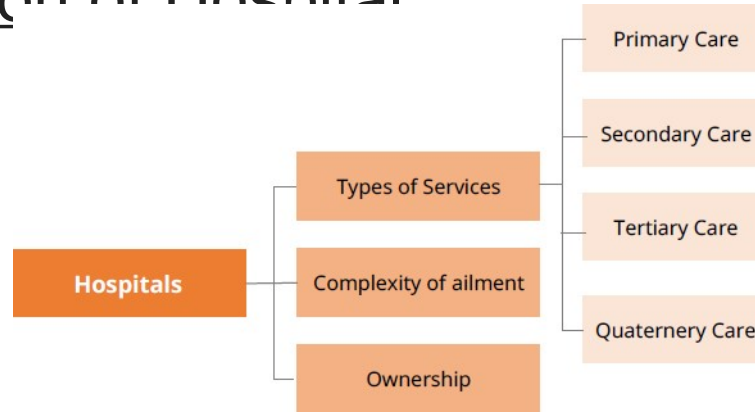 Primary Care
Secondary Care
Types of Services
Tertiary Care
Hospitals
Complexity of ailment
Quaternery Care
Ownership